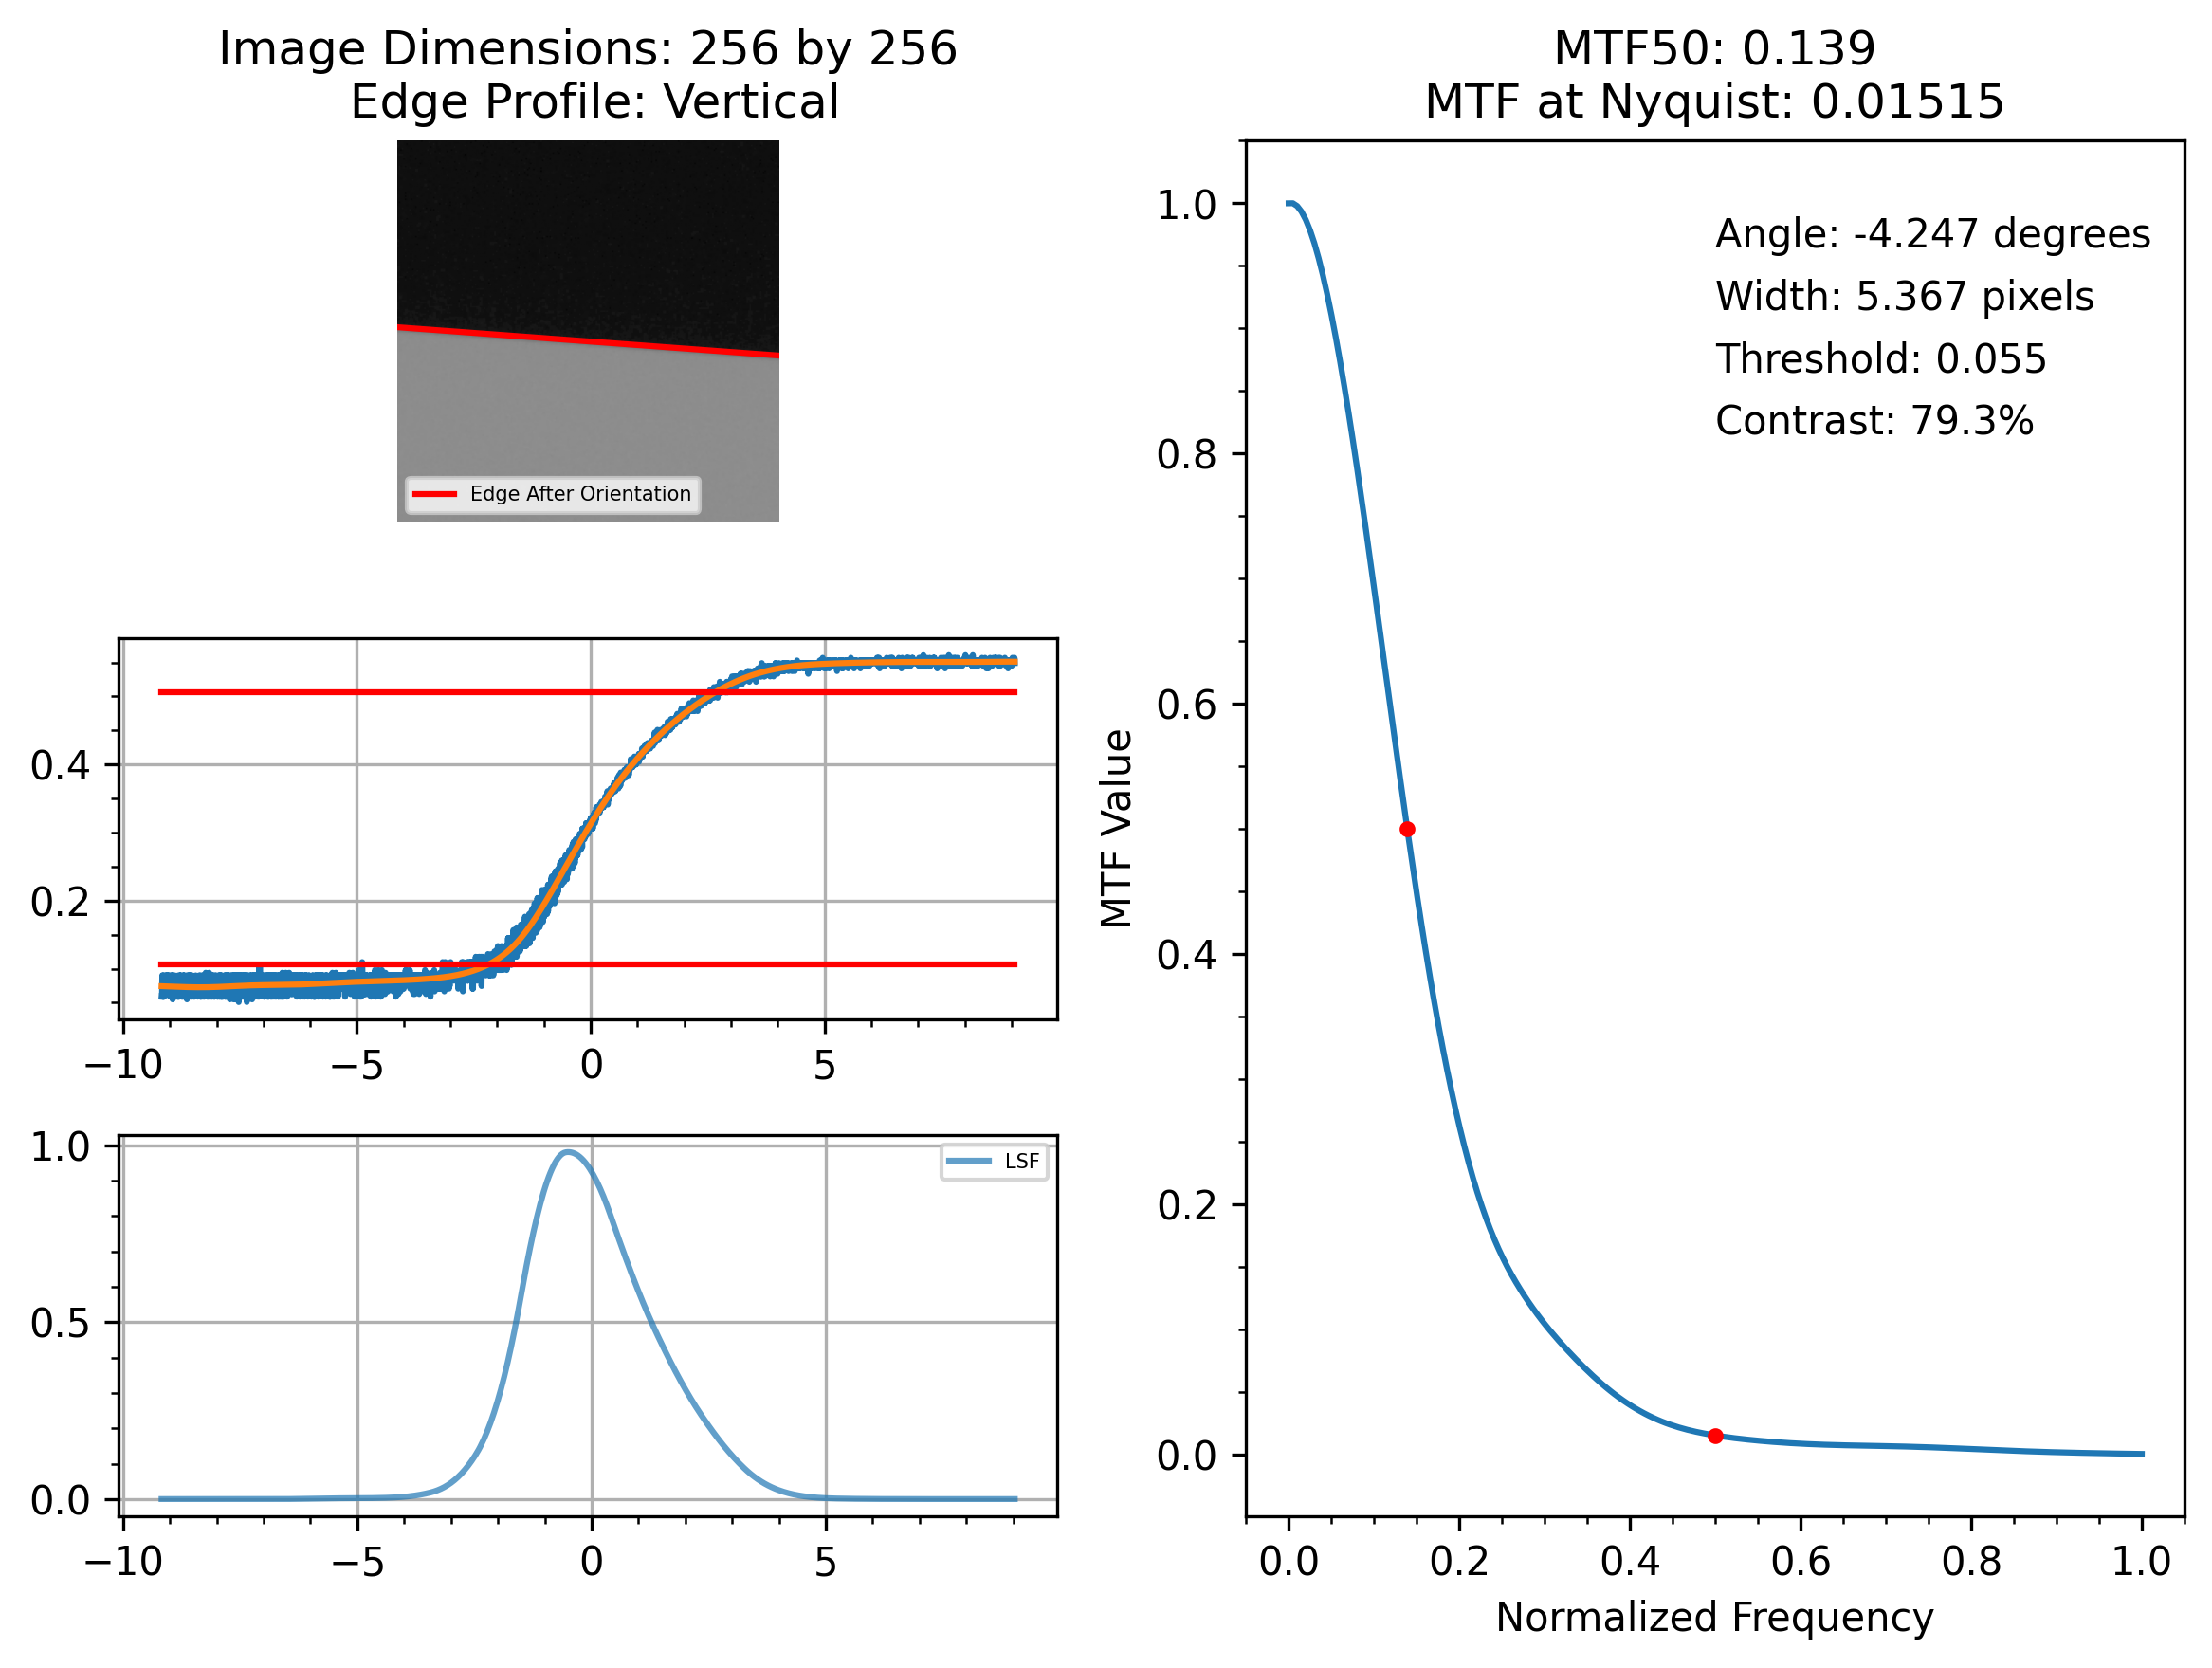 Image Dimensions: 256 by 256
Edge Profile: Vertical
Edge After Orientation
0.4
0.2
−10 −5 0 5
1.0
0.5
0.0
LSF
−10 −5 0 5
MTF50: 0.139
MTF at Nyquist: 0.01515
Angle: -4.247 degrees
Width: 5.367 pixels
Threshold: 0.055
Contrast: 79.3%
MTF Value
1.0
0.8
0.6
0.4
0.2
0.0
0.0 0.2 0.4 0.6 0.8 1.0
Normalized Frequency